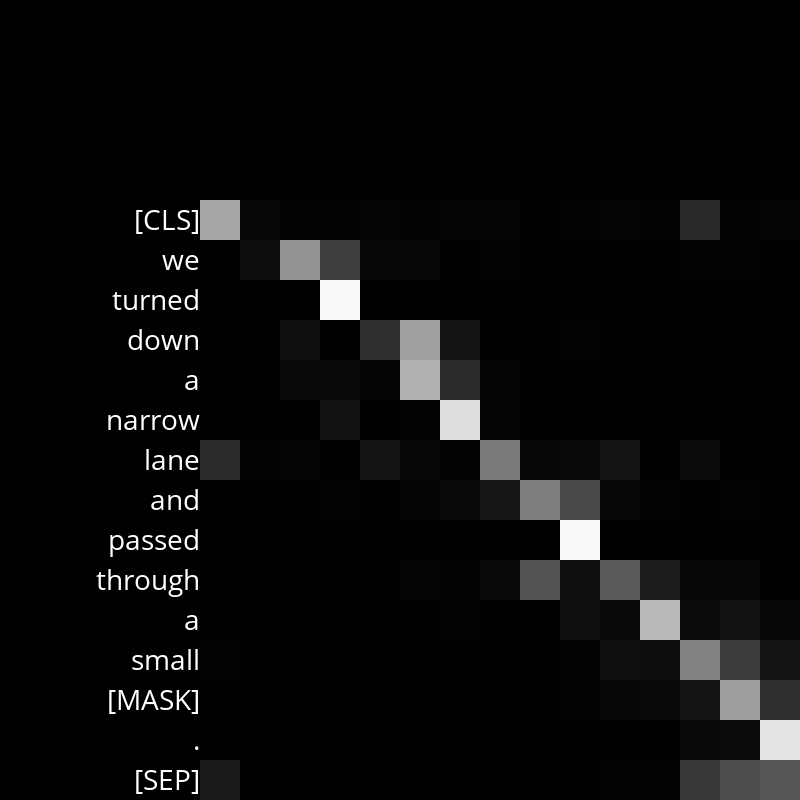 [CLS]
we
turned
down
a
narrow
lane
and
passed
through
a
small
[MASK]
.
[SEP]